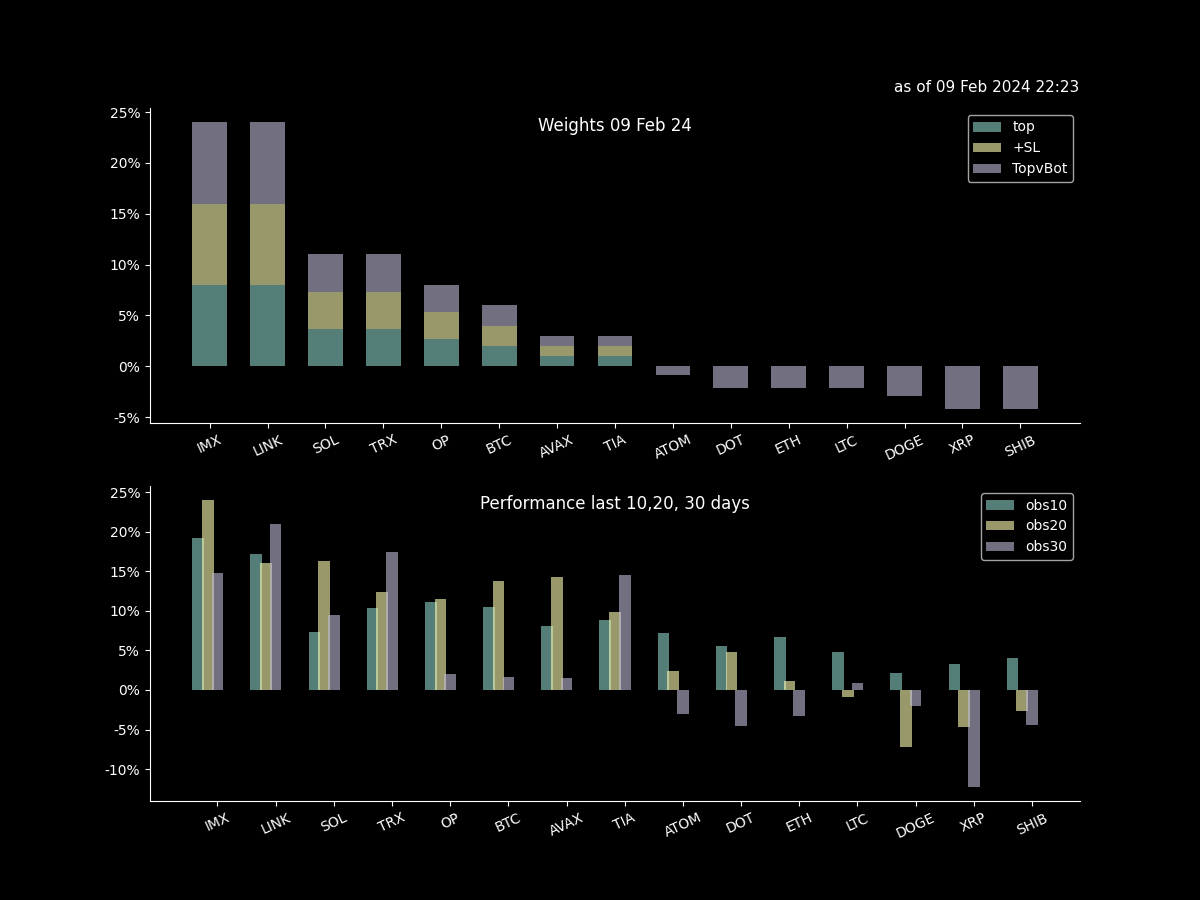 as of 09 Feb 2024 22:23
Weights 09 Feb 24
top
+SL
TopvBot
25%
20%
15%
10%
5%
0%
-5%
IMX LINK SOL TRX OP BTC AVAX TIA ATOM DOT ETH LTC DOGE XRP SHIB
Performance last 10,20, 30 days
obs10
obs20
obs30
25%
20%
15%
10%
5%
0%
-5%
-10%
IMX LINK SOL TRX OP BTC AVAX TIA ATOM DOT ETH LTC DOGE XRP SHIB